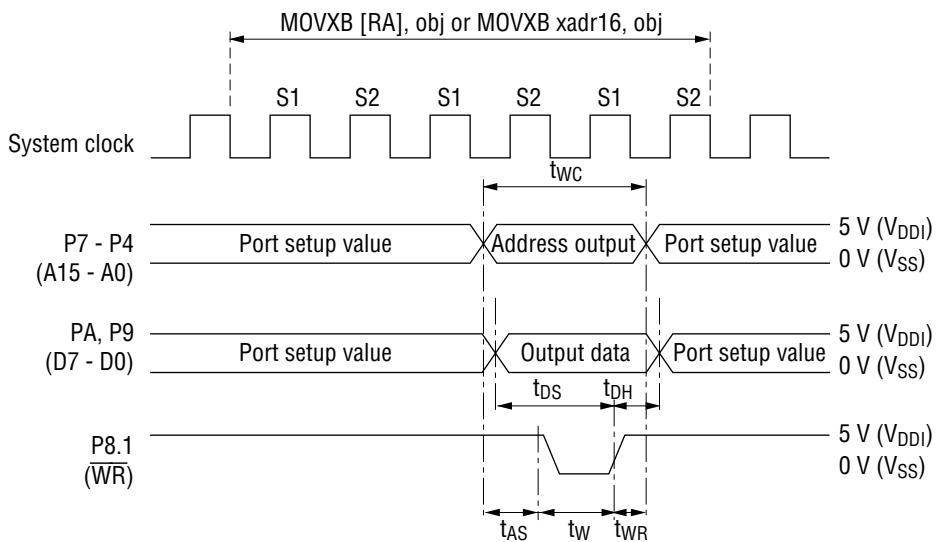 MOVXB [RA], obj or MOVXB xadr16, obj
S1 S2 S1 S2 S1 S2
System clock
tWC
P7 - P4
(A15 - A0)
Port setup value
Address output
Port setup value
5 V (VDDI)
0 V (VSS)
PA, P9
(D7 - D0)
Port setup value
Output data
Port setup value
5 V (VDDI)
0 V (VSS)
tDS
tDH
P8.1
(WR)
5 V (VDDI)
0 V (VSS)
tAS
tW
tWR